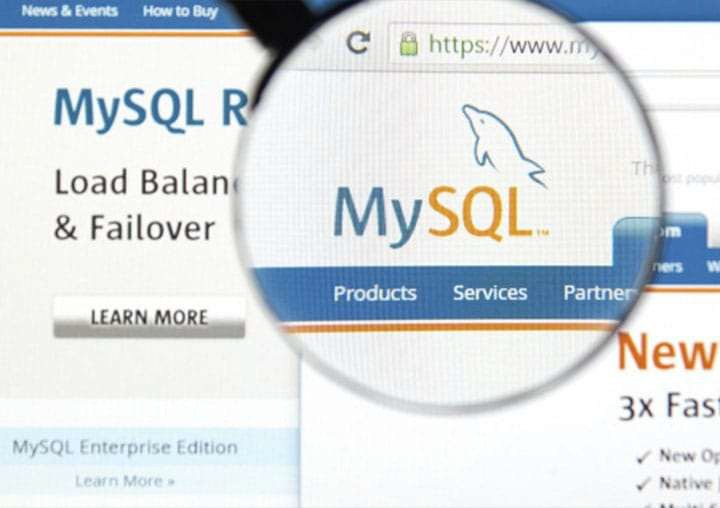 News & Events How to Buy
https://www.my
MySQL R
Load Balan
& Failover
LEARN MORE
MySQL Enterprise Edition
Learn More »
MySQL™
Products Services Partner
Th
ost popu
om
ners W
New
3x Fast
✓ New Op
✓ Native